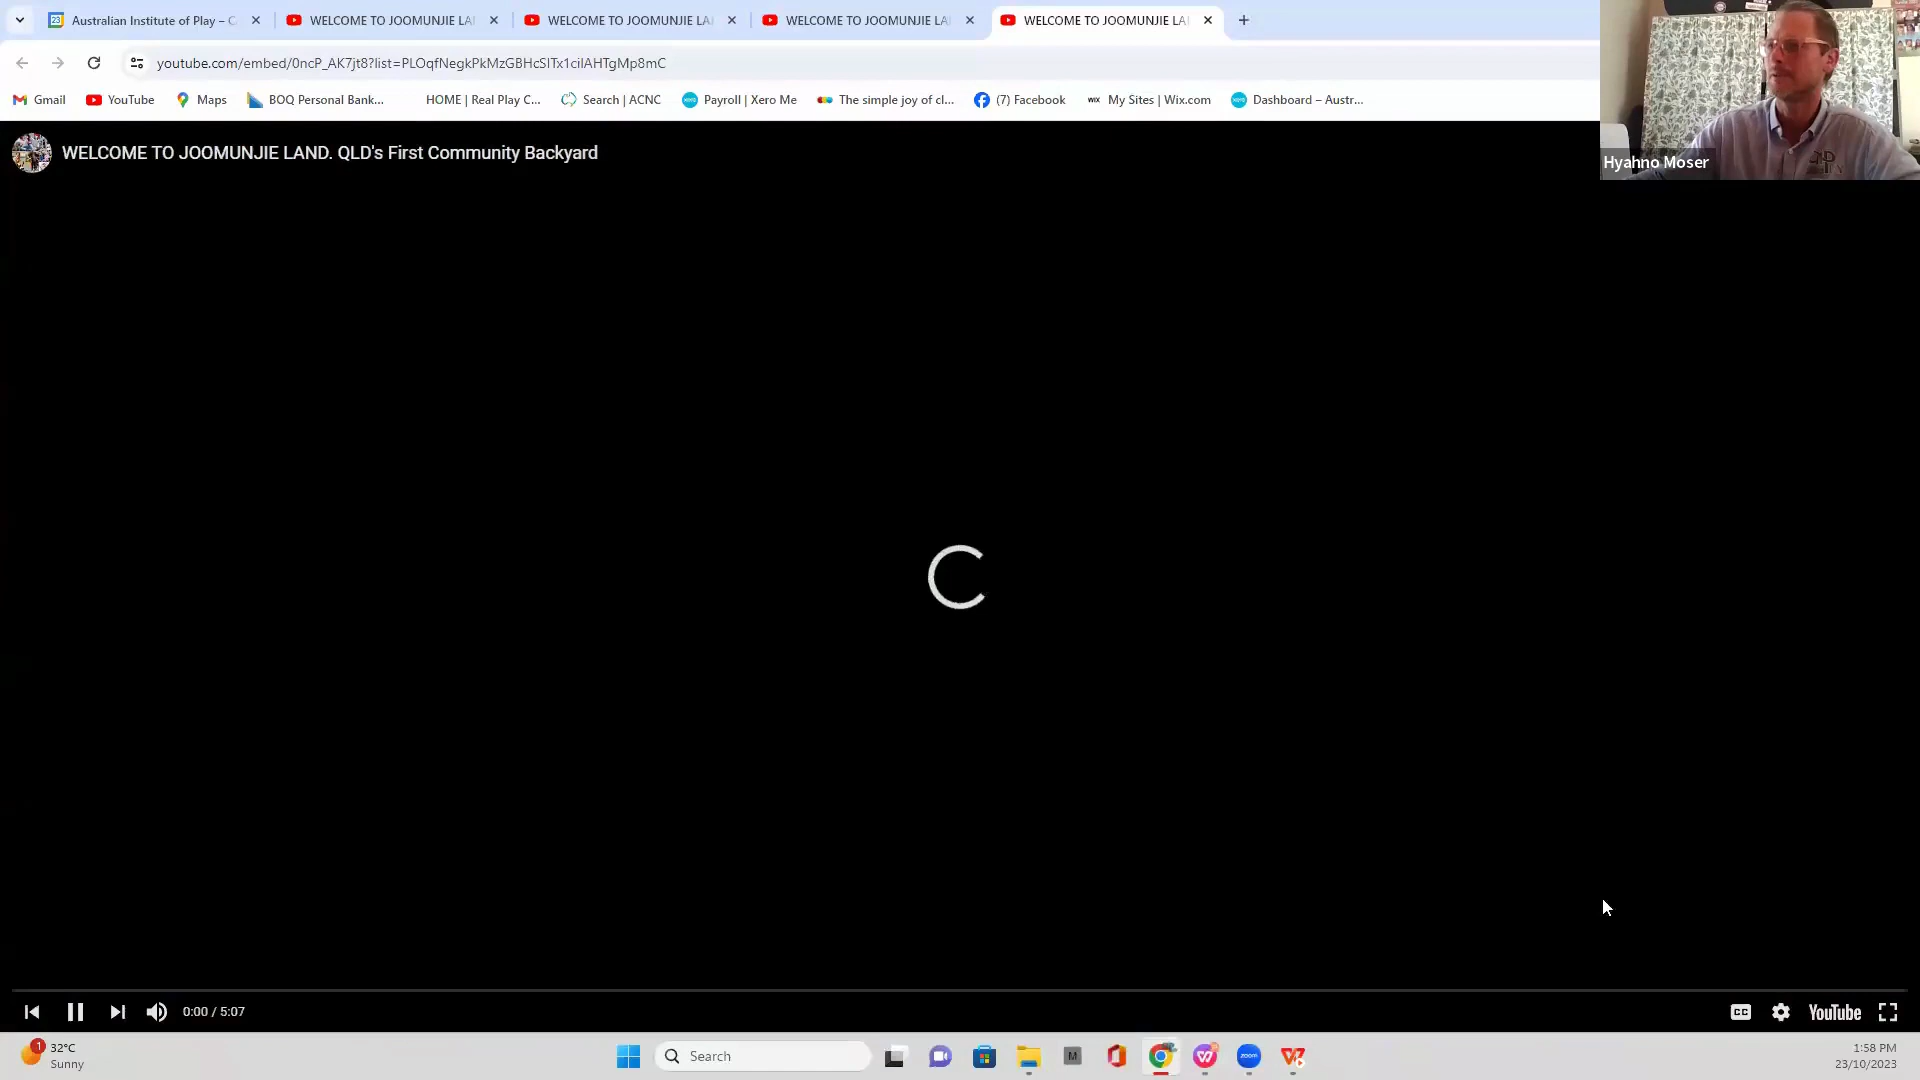 Australian Institute of Play – C
WELCOME TO JOOMUNJIE LA
WELCOME TO JOOMUNJIE LA
WELCOME TO JOOMUNJIE LA
WELCOME TO JOOMUNJIE LA
youtube.com/embed/0ncP_AK7jt8?list=PLOqfNegkPkMzGBHcSITx1cilAHTgMp8mC
Gmail
YouTube
Maps
BOQ Personal Bank...
HOME | Real Play C...
Search | ACNC
Payroll | Xero Me
The simple joy of cl...
(7) Facebook
WIX My Sites | Wix.com
Dashboard – Austr...
WELCOME TO JOOMUNJIE LAND. QLD's First Community Backyard
Hyahno Moser
0:00 / 5:07
CC
YouTube
1
32°C
Sunny
Search
M
zoom
1:58 PM
23/10/2023